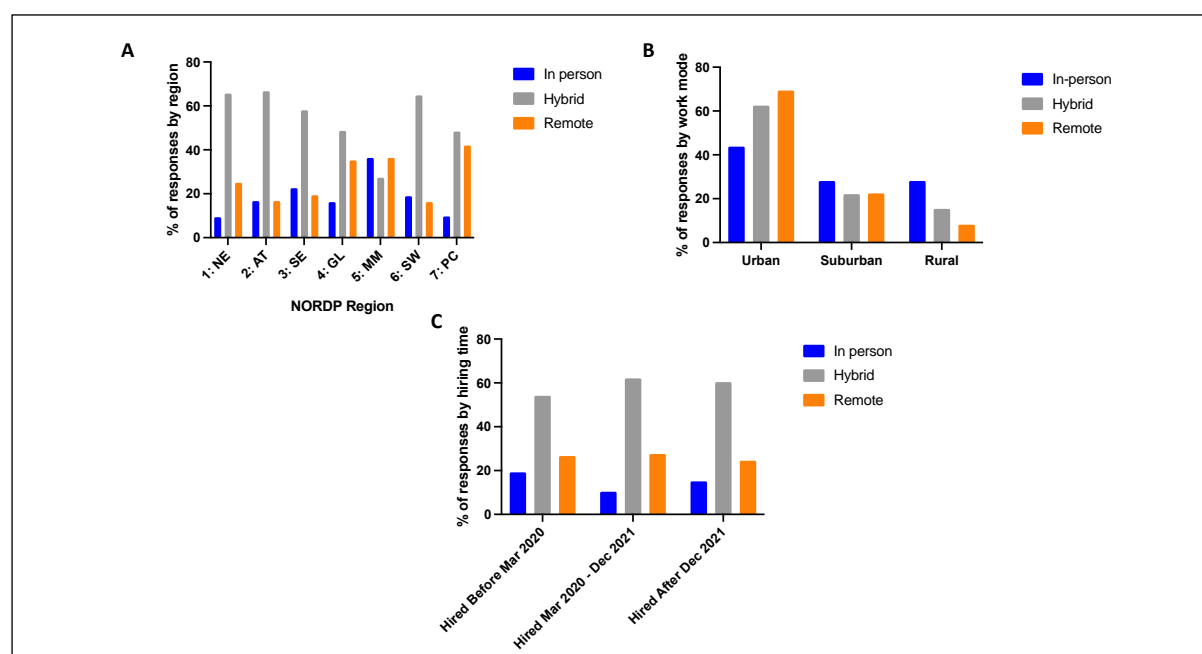 A
% of responses by region
80
60
40
20
0
1: NE
2: AT
3: SE
4: GL
5: MM
6: SW
7: PC
NORDP Region
In person
Hybrid
Remote
B
% of responses by work mode
80
60
40
20
0
Urban
Suburban
Rural
In-person
Hybrid
Remote
C
% of responses by hiring time
80
60
40
20
0
Hired Before Mar 2020
Hired Mar 2020 - Dec 2021
Hired After Dec 2021
In person
Hybrid
Remote